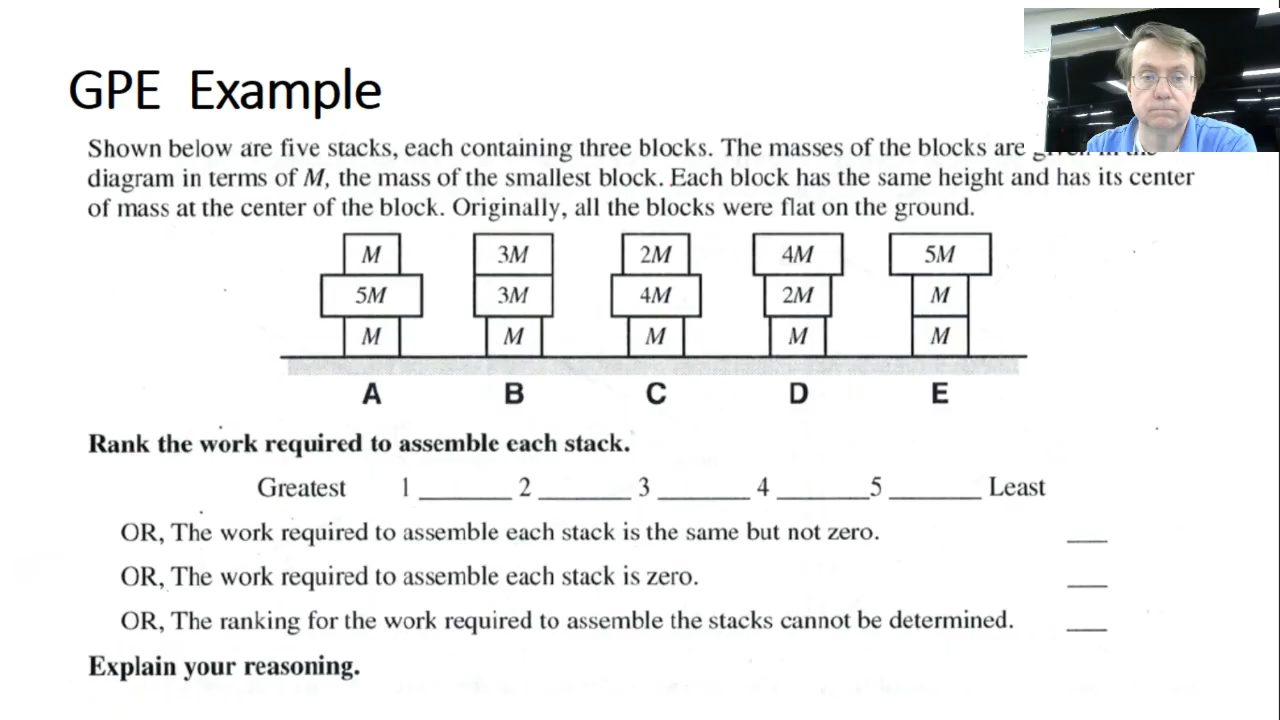 GPE Example
Shown below are five stacks, each containing three blocks. The masses of the blocks are given in the
diagram in terms of M, the mass of the smallest block. Each block has the same height and has its center
of mass at the center of the block. Originally, all the blocks were flat on the ground.
M 3M 2M 4M 5M
5M 3M 4M 2M M
M M M M M
A B C D E
Rank the work required to assemble each stack.
Greatest 1 ________ 2 ________ 3 ________ 4 ________ 5 ________ Least
OR, The work required to assemble each stack is the same but not zero. ___
OR, The work required to assemble each stack is zero. ___
OR, The ranking for the work required to assemble the stacks cannot be determined. ___
Explain your reasoning.